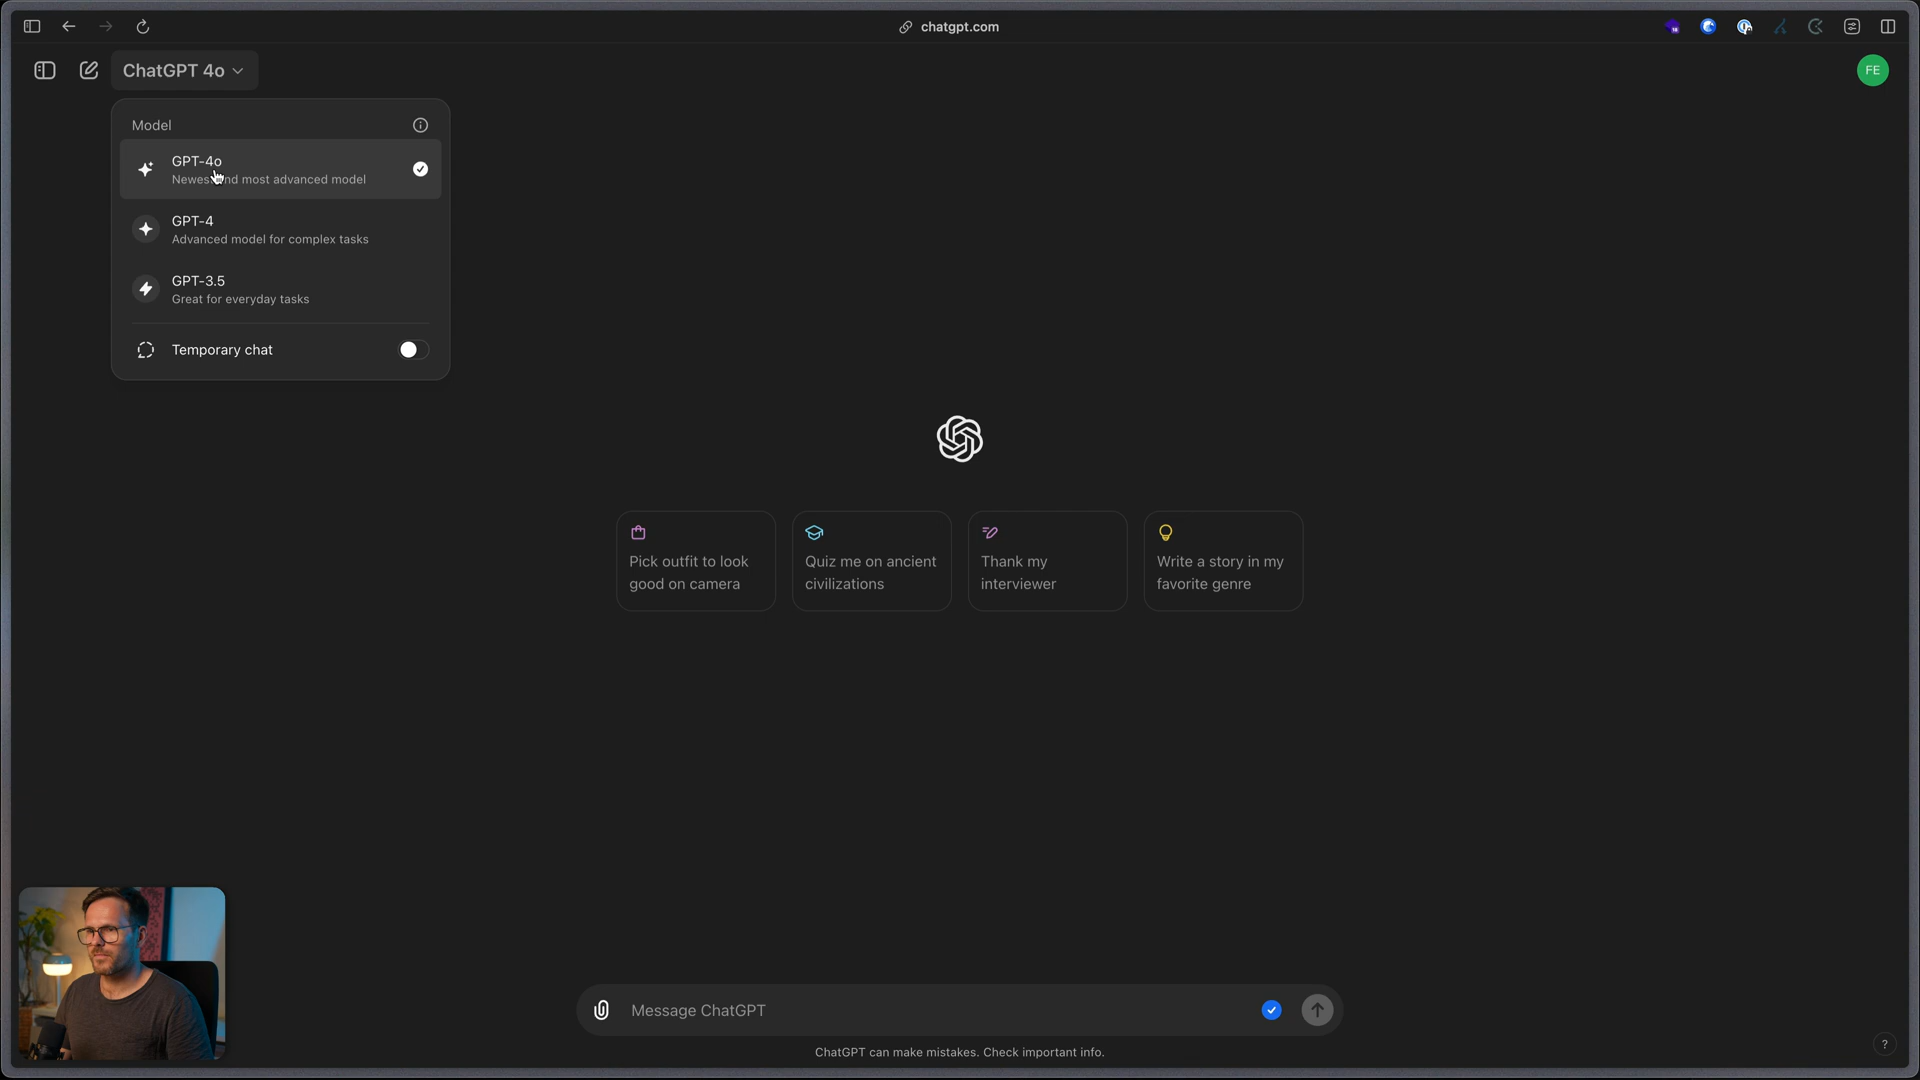 chatgpt.com
ChatGPT 4o
FE
Model
GPT-4o
Newest and most advanced model
GPT-4
Advanced model for complex tasks
GPT-3.5
Great for everyday tasks
Temporary chat
Pick outfit to look
good on camera
Quiz me on ancient
civilizations
Thank my
interviewer
Write a story in my
favorite genre
Message ChatGPT
ChatGPT can make mistakes. Check important info.
?